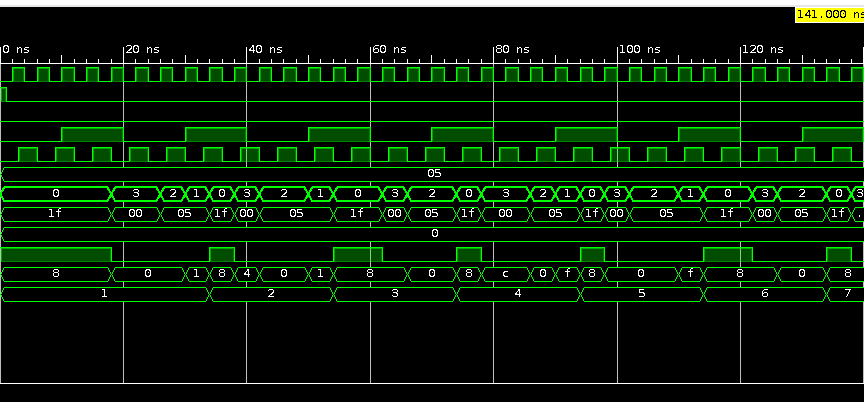 141.000 ns
0 ns 20 ns 40 ns 60 ns 80 ns 100 ns 120 ns
05
0 3 2 1 0 3 2 1 0 3 2 0 3 2 1 0 3 2 1 0 3 2 0 3
1f 00 05 1f 00 05 1f 00 05 1f 00 05 1f 00 05 1f 00 05 1f .
0
8 0 1 8 4 0 1 8 0 8 c 0 f 8 0 f 8 0 8
1 2 3 4 5 6 7